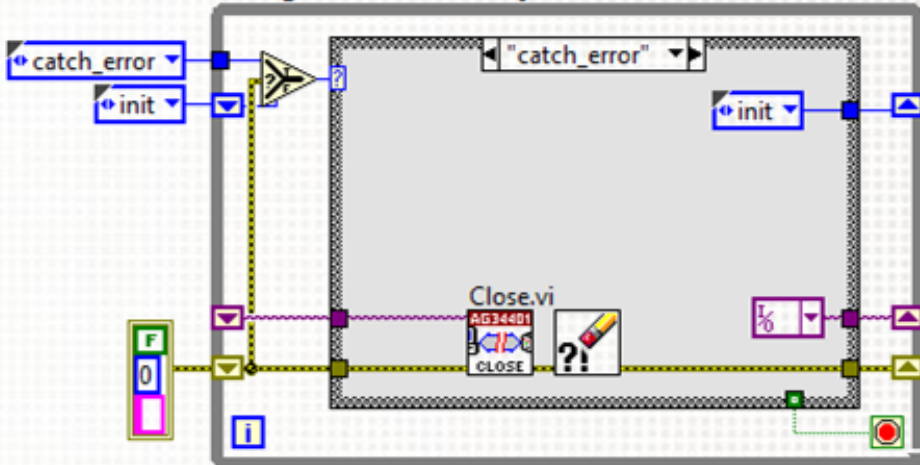 catch_error
"catch_error"
init
init
?
?
Close.vi
AG34401
CLOSE
?!
I/O
F
0
i